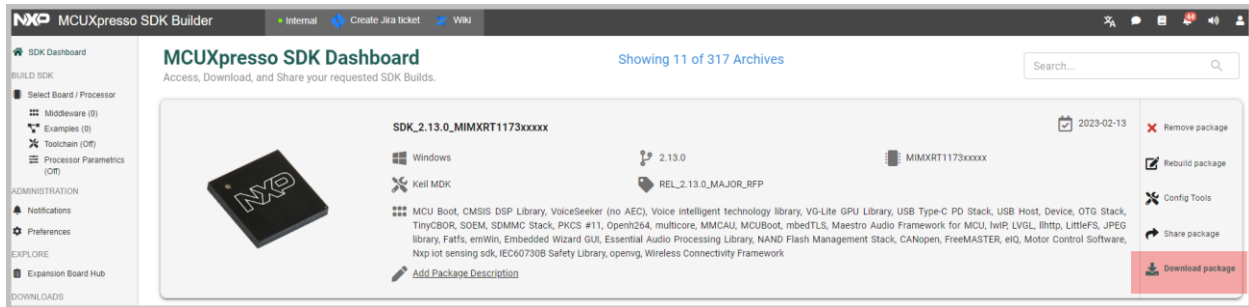 NXP MCUXpresso SDK Builder
Internal
Create Jira ticket
Wiki
44
SDK Dashboard
BUILD SDK
Select Board / Processor
Middleware (0)
Examples (0)
Toolchain (Off)
Processor Parametrics
(Off)
ADMINISTRATION
Notifications
Preferences
EXPLORE
Expansion Board Hub
DOWNLOADS
MCUXpresso SDK Dashboard
Access, Download, and Share your requested SDK Builds.
Showing 11 of 317 Archives
Search...
NXP
SDK_2.13.0_MIMXRT1173xxxxx
2023-02-13
Windows
2.13.0
MIMXRT1173xxxxx
Keil MDK
REL_2.13.0_MAJOR_RFP
MCU Boot, CMSIS DSP Library, VoiceSeeker (no AEC), Voice intelligent technology library, VG-Lite GPU Library, USB Type-C PD Stack, USB Host, Device, OTG Stack,
TinyCBOR, SOEM, SDMMC Stack, PKCS #11, Openh264, multicore, MMCAU, MCUBoot, mbedTLS, Maestro Audio Framework for MCU, lwIP, LVGL, llhttp, LittleFS, JPEG
library, Fatfs, emWin, Embedded Wizard GUI, Essential Audio Processing Library, NAND Flash Management Stack, CANopen, FreeMASTER, eIQ, Motor Control Software,
Nxp iot sensing sdk, IEC60730B Safety Library, openvg, Wireless Connectivity Framework
Add Package Description
Remove package
Rebuild package
Config Tools
Share package
Download package